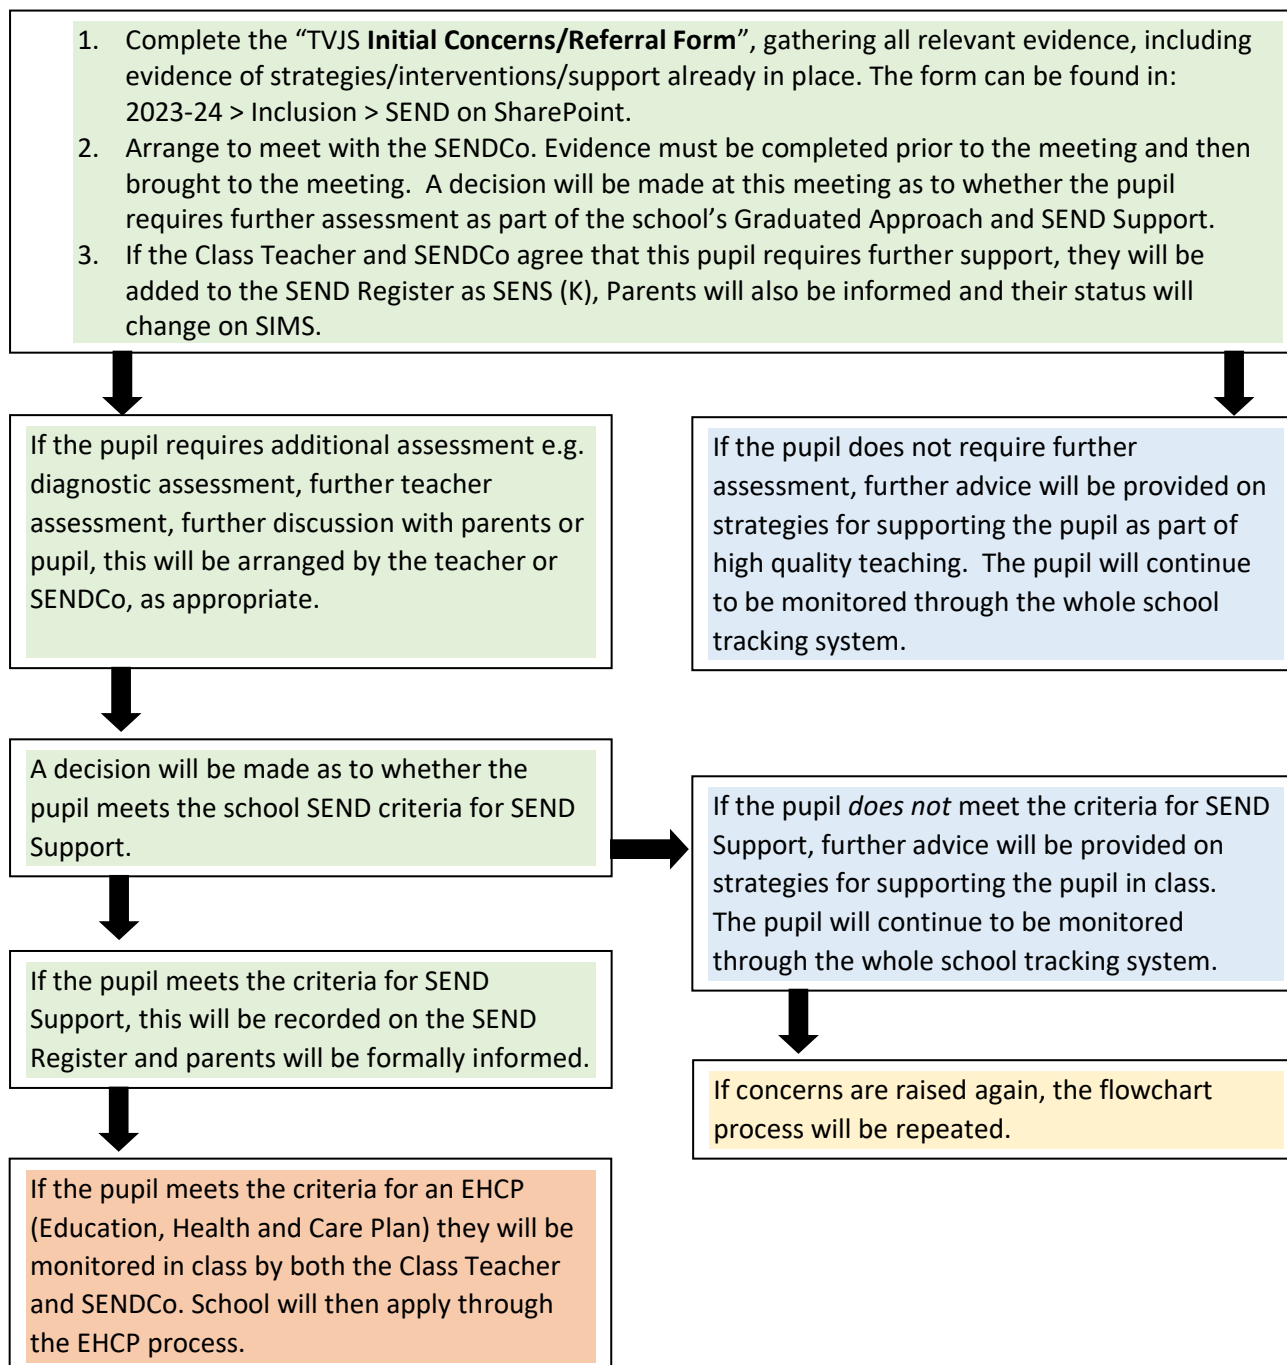 1. Complete the “TVJS Initial Concerns/Referral Form”, gathering all relevant evidence, including
evidence of strategies/interventions/support already in place. The form can be found in:
2023-24 > Inclusion > SEND on SharePoint.
2. Arrange to meet with the SENDCo. Evidence must be completed prior to the meeting and then
brought to the meeting.  A decision will be made at this meeting as to whether the pupil
requires further assessment as part of the school’s Graduated Approach and SEND Support.
3. If the Class Teacher and SENDCo agree that this pupil requires further support, they will be
added to the SEND Register as SENS (K), Parents will also be informed and their status will
change on SIMS.
If the pupil requires additional assessment e.g.
diagnostic assessment, further teacher
assessment, further discussion with parents or
pupil, this will be arranged by the teacher or
SENDCo, as appropriate.
If the pupil does not require further
assessment, further advice will be provided on
strategies for supporting the pupil as part of
high quality teaching.  The pupil will continue
to be monitored through the whole school
tracking system.
A decision will be made as to whether the
pupil meets the school SEND criteria for SEND
Support.
If the pupil does not meet the criteria for SEND
Support, further advice will be provided on
strategies for supporting the pupil in class.
The pupil will continue to be monitored
through the whole school tracking system.
If the pupil meets the criteria for SEND
Support, this will be recorded on the SEND
Register and parents will be formally informed.
If concerns are raised again, the flowchart
process will be repeated.
If the pupil meets the criteria for an EHCP
(Education, Health and Care Plan) they will be
monitored in class by both the Class Teacher
and SENDCo. School will then apply through
the EHCP process.